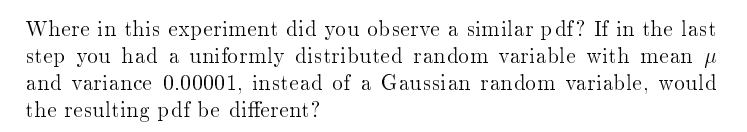 Where in this experiment did you observe a similar pdf? If in the last
step you had a uniformly distributed random variable with mean μ
and variance 0.00001, instead of a Gaussian random variable, would
the resulting pdf be different?